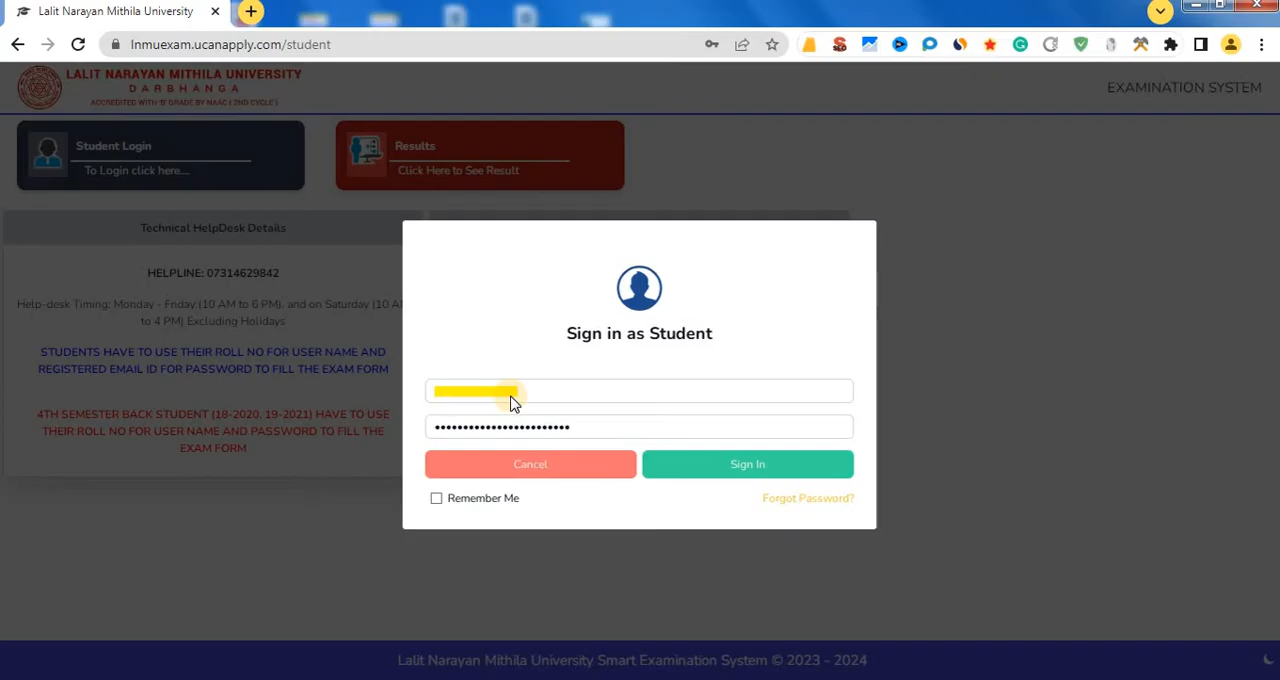 Lalit Narayan Mithila University
lnmuexam.ucanapply.com/student
LALIT NARAYAN MITHILA UNIVERSITY
DARBHANGA
ACCREDITED WITH 'B' GRADE BY NAAC ( 2ND CYCLE')
EXAMINATION SYSTEM
Student Login
To Login click here....
Results
Click Here to See Result
Technical HelpDesk Details
HELPLINE: 07314629842
Help-desk Timing: Monday - Friday (10 AM to 6 PM), and on Saturday (10 A
to 4 PM) Excluding Holidays
STUDENTS HAVE TO USE THEIR ROLL NO FOR USER NAME AND
REGISTERED EMAIL ID FOR PASSWORD TO FILL THE EXAM FORM
4TH SEMESTER BACK STUDENT (18-2020, 19-2021) HAVE TO USE
THEIR ROLL NO FOR USER NAME AND PASSWORD TO FILL THE
EXAM FORM
Sign in as Student
Cancel
Sign In
Remember Me
Forgot Password?
Lalit Narayan Mithila University Smart Examination System © 2023 - 2024